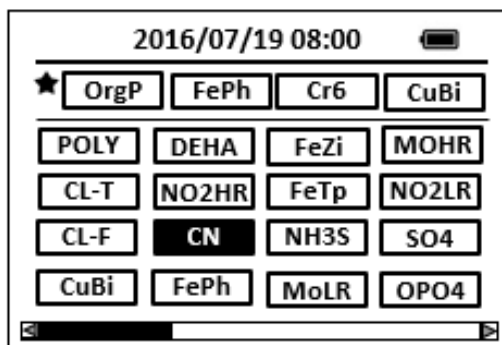 2016/07/19 08:00
OrgP FePh Cr6 CuBi
POLY DEHA FeZi MOHR
CL-T NO2HR FeTp NO2LR
CL-F CN NH3S SO4
CuBi FePh MoLR OPO4